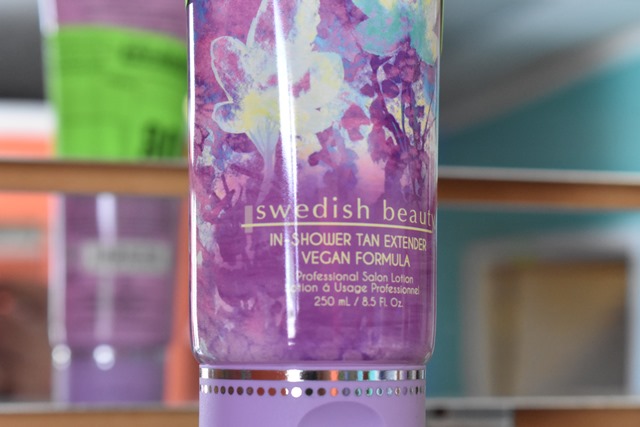 swedish beauty
IN-SHOWER TAN EXTENDER
VEGAN FORMULA
Professional Salon Lotion
Lotion á Usage Professionnel
250 mL / 8.5 Fl. Oz.